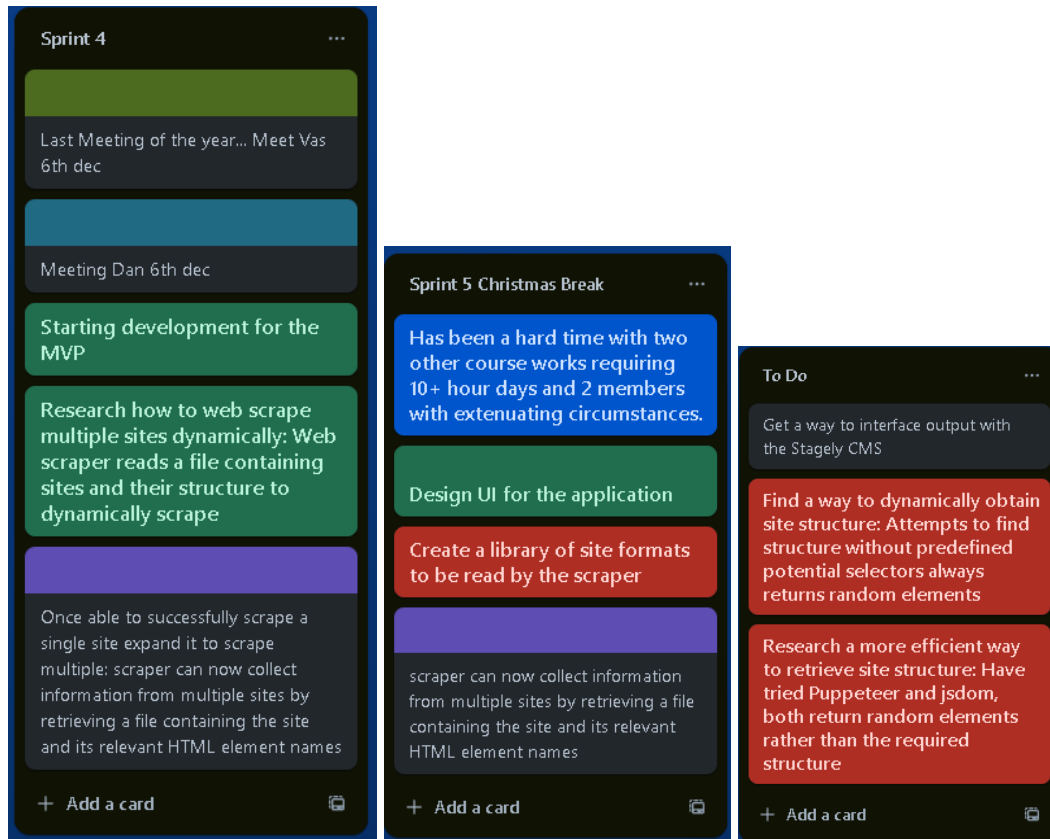 Sprint 4
Last Meeting of the year... Meet Vas
6th dec
Meeting Dan 6th dec
Starting development for the
MVP
Research how to web scrape
multiple sites dynamically: Web
scraper reads a file containing
sites and their structure to
dynamically scrape
Once able to successfully scrape a
single site expand it to scrape
multiple: scraper can now collect
information from multiple sites by
retrieving a file containing the site
and its relevant HTML element names
+ Add a card
Sprint 5 Christmas Break
Has been a hard time with two
other course works requiring
10+ hour days and 2 members
with extenuating circumstances.
Design UI for the application
Create a library of site formats
to be read by the scraper
scraper can now collect information
from multiple sites by retrieving a file
containing the site and its relevant
HTML element names
+ Add a card
To Do
Get a way to interface output with
the Stagely CMS
Find a way to dynamically obtain
site structure: Attempts to find
structure without predefined
potential selectors always
returns random elements
Research a more efficient way
to retrieve site structure: Have
tried Puppeteer and jsdom,
both return random elements
rather than the required
structure
+ Add a card